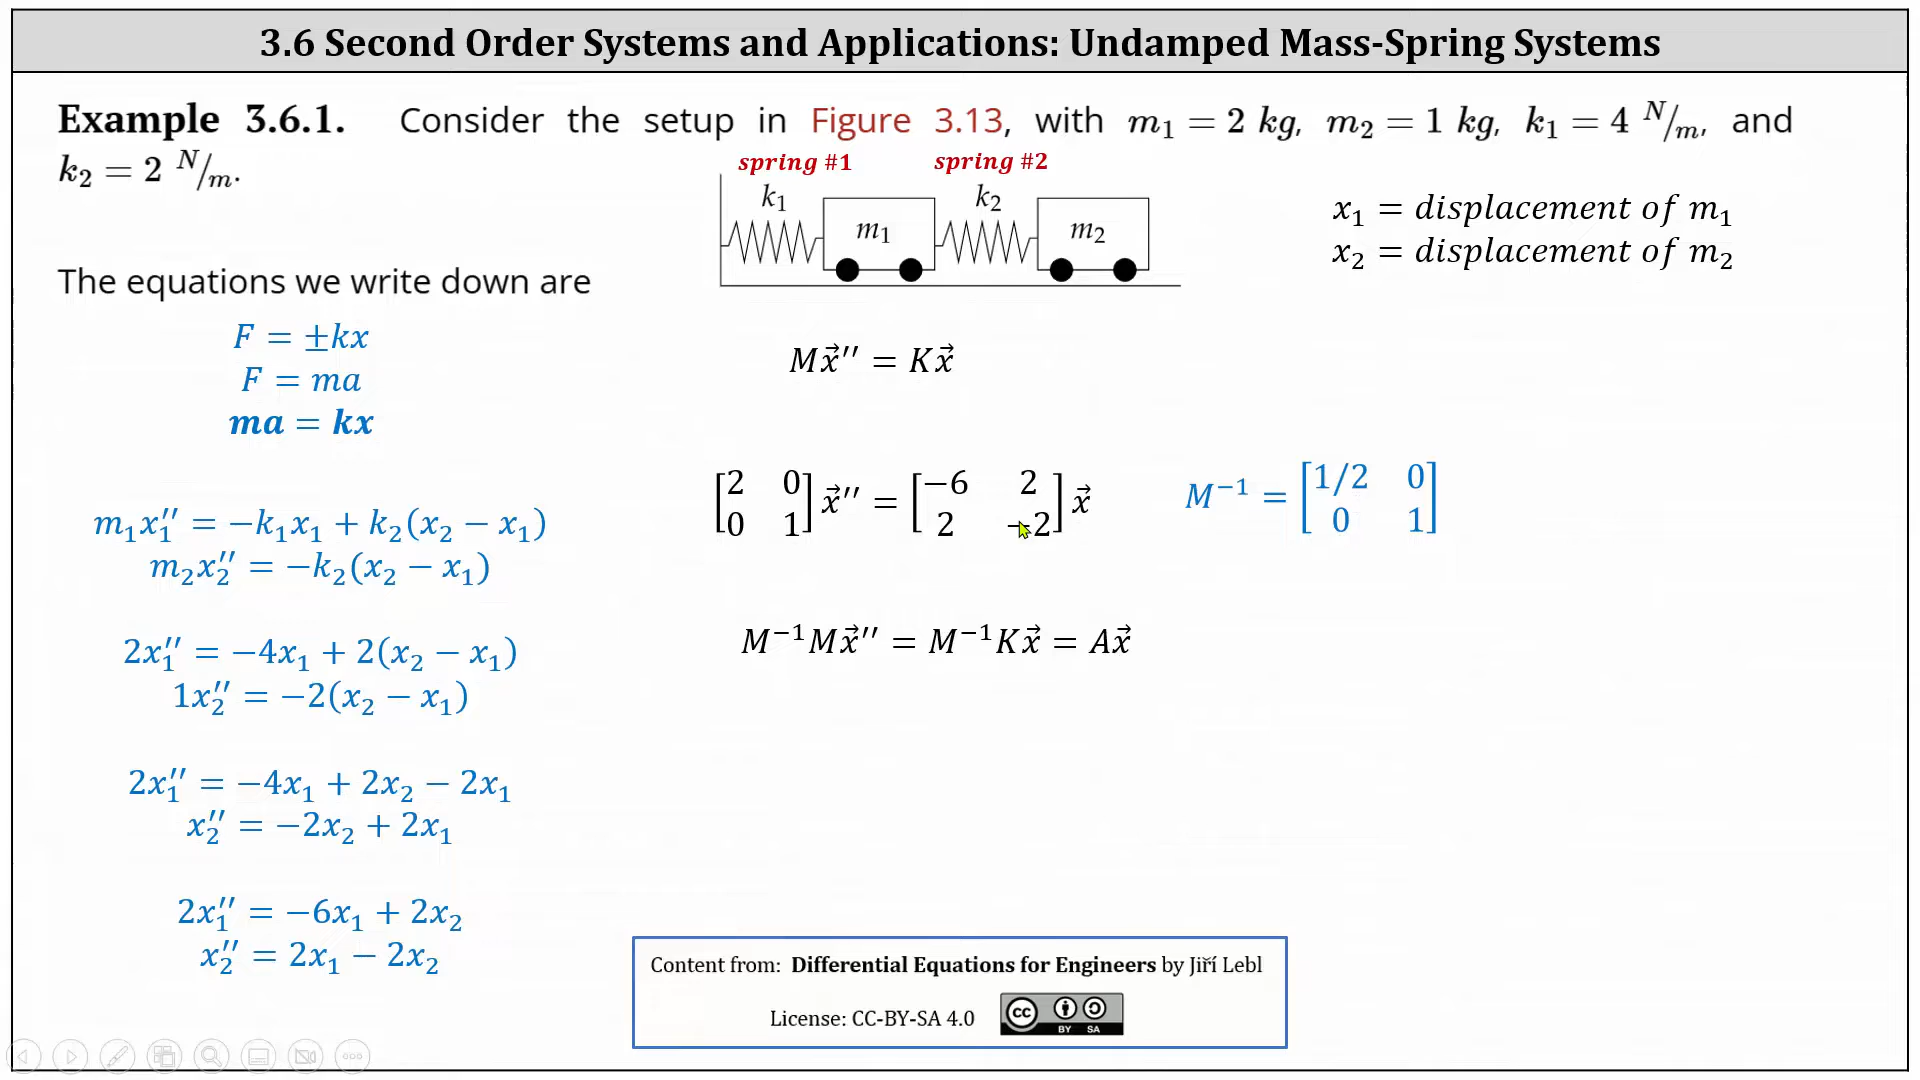 3.6 Second Order Systems and Applications: Undamped Mass-Spring Systems
Example 3.6.1. Consider the setup in Figure 3.13, with m₁ = 2 kg, m₂ = 1 kg, k₁ = 4 N/m, and
k₂ = 2 N/m.
spring #1 spring #2
k₁ k₂
m₁ m₂
x₁ = displacement of m₁
x₂ = displacement of m₂
The equations we write down are
F = ±kx
F = ma
ma = kx
m₁x₁′′ = −k₁x₁ + k₂(x₂ − x₁)
m₂x₂′′ = −k₂(x₂ − x₁)
2x₁′′ = −4x₁ + 2(x₂ − x₁)
1x₂′′ = −2(x₂ − x₁)
2x₁′′ = −4x₁ + 2x₂ − 2x₁
x₂′′ = −2x₂ + 2x₁
2x₁′′ = −6x₁ + 2x₂
x₂′′ = 2x₁ − 2x₂
Mx⃗′′ = Kx⃗
[2 0; 0 1] x⃗′′ = [−6 2; 2 −2] x⃗
M⁻¹ = [1/2 0; 0 1]
M⁻¹Mx⃗′′ = M⁻¹Kx⃗ = Ax⃗
Content from: Differential Equations for Engineers by Jiří Lebl
License: CC-BY-SA 4.0
cc BY SA